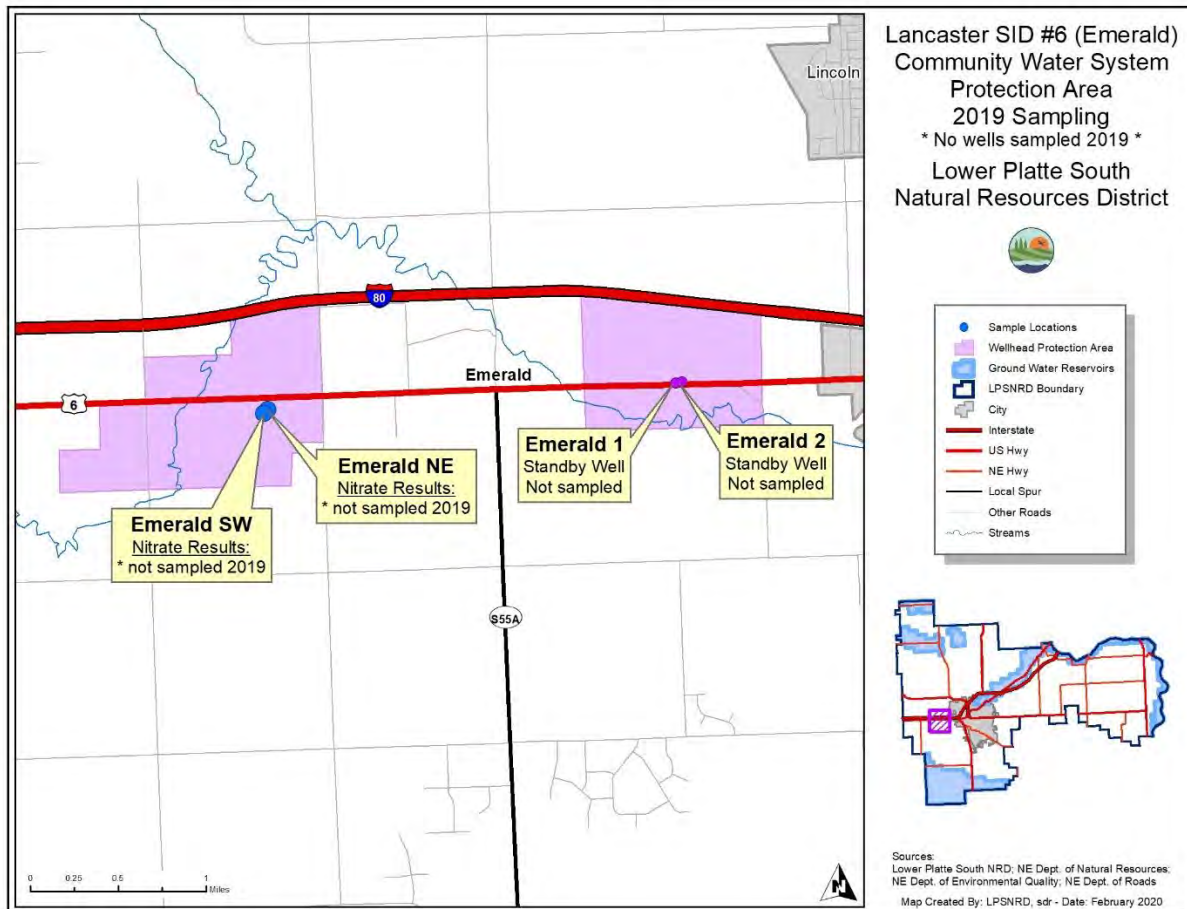 Lancaster SID #6 (Emerald)
Community Water System
Protection Area
2019 Sampling
* No wells sampled 2019 *
Lower Platte South
Natural Resources District
Lincoln
80
Emerald
6
Emerald 1
Standby Well
Not sampled
Emerald 2
Standby Well
Not sampled
Emerald NE
Nitrate Results:
* not sampled 2019
Emerald SW
Nitrate Results:
* not sampled 2019
S55A
Sample Locations
Wellhead Protection Area
Ground Water Reservoirs
LPSNRD Boundary
City
Interstate
US Hwy
NE Hwy
Local Spur
Other Roads
Streams
0 0.25 0.5 1
Miles
N
Sources:
Lower Platte South NRD; NE Dept. of Natural Resources;
NE Dept. of Environmental Quality; NE Dept. of Roads
Map Created By: LPSNRD, sdr - Date: February 2020